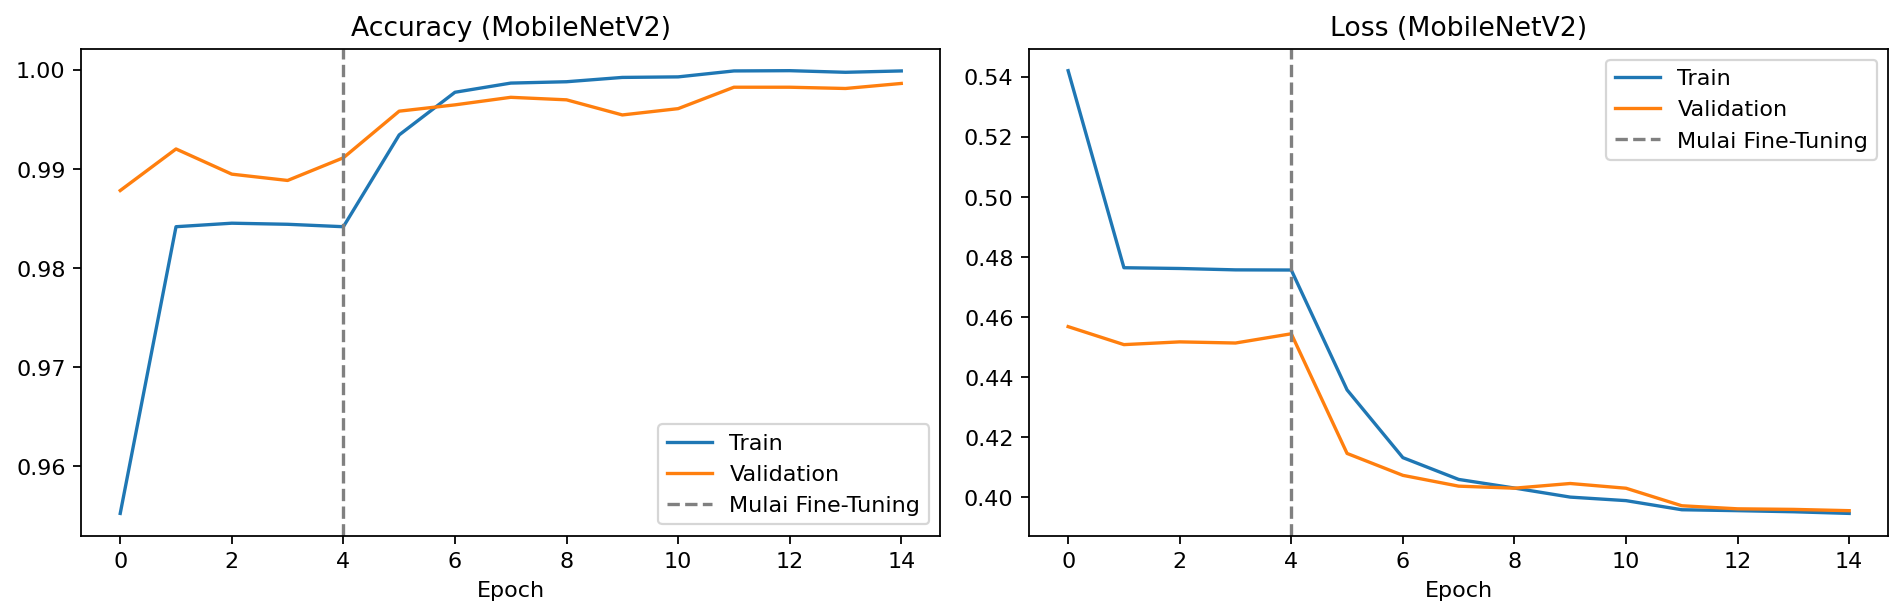 Accuracy (MobileNetV2)
1.00
0.99
0.98
0.97
0.96
Train
Validation
Mulai Fine-Tuning
0 2 4 6 8 10 12 14
Epoch
Loss (MobileNetV2)
0.54
0.52
0.50
0.48
0.46
0.44
0.42
0.40
Train
Validation
Mulai Fine-Tuning
0 2 4 6 8 10 12 14
Epoch